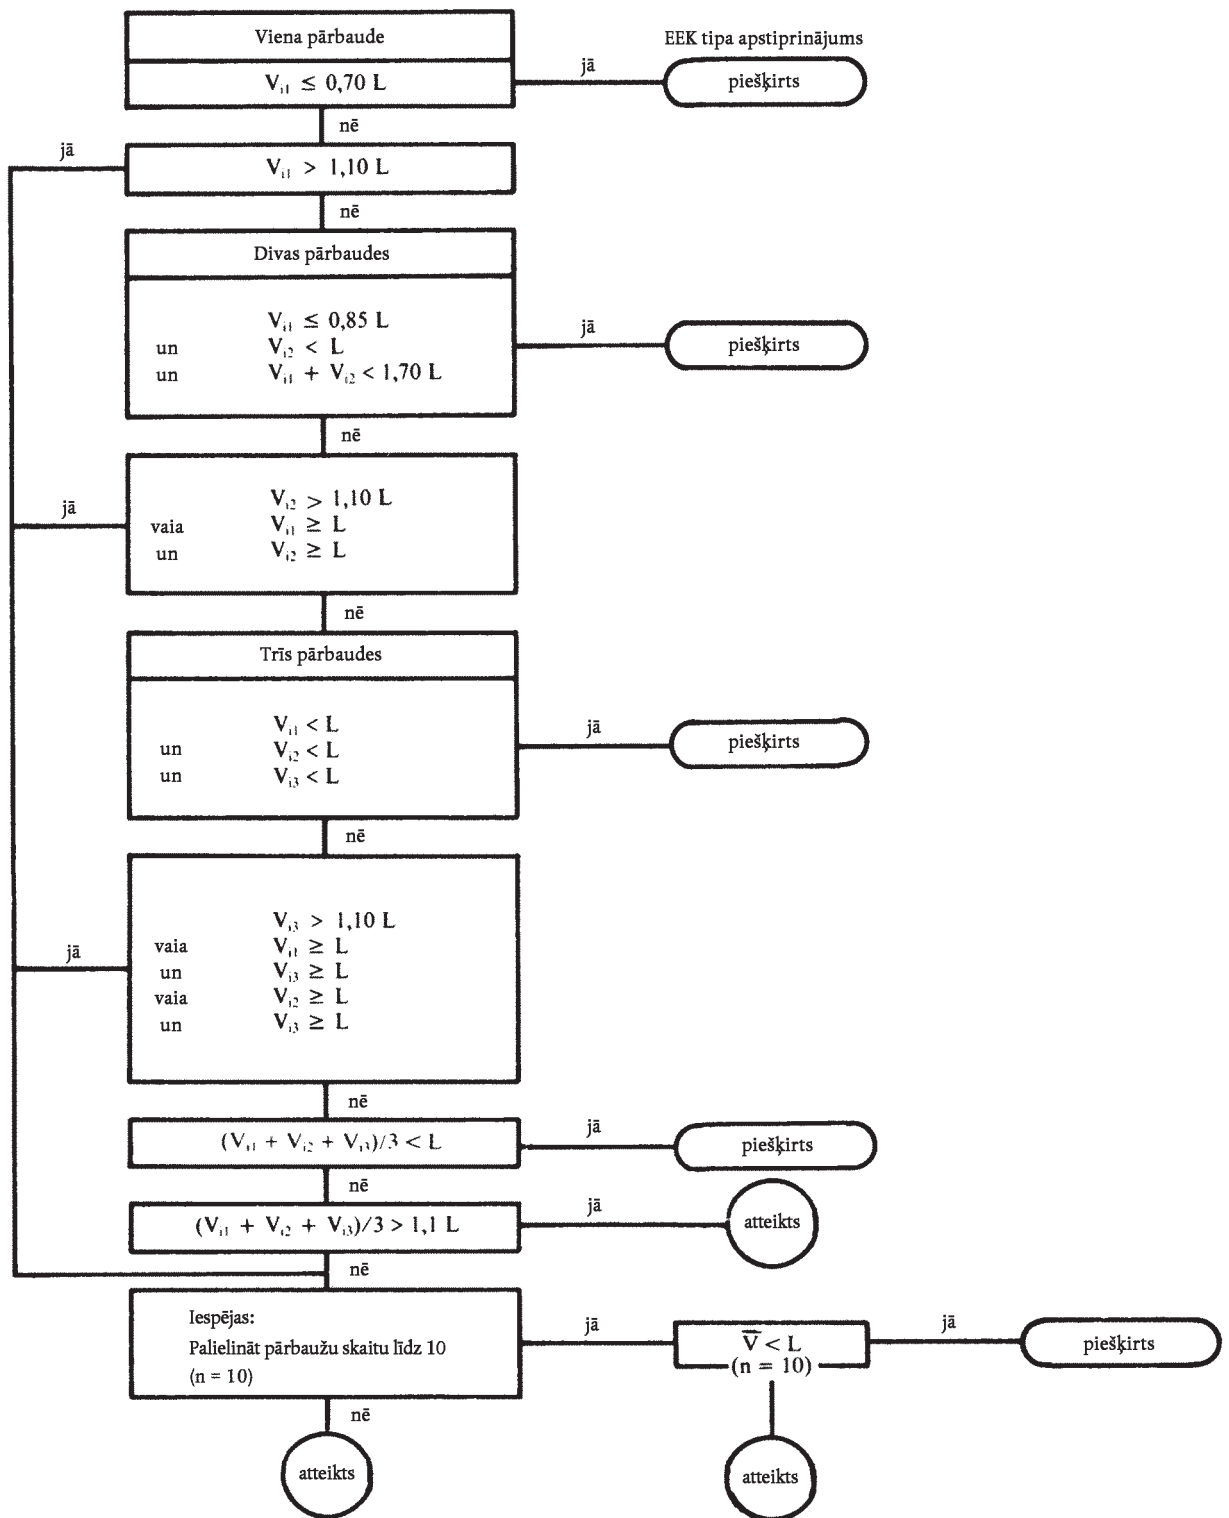 Viena pārbaude
EEK tipa apstiprinājums
V_i1 ≤ 0,70 L
jā
piešķirts
nē
jā
V_i1 > 1,10 L
nē
Divas pārbaudes
V_i1 ≤ 0,85 L
un V_i2 < L
un V_i1 + V_i2 < 1,70 L
jā
piešķirts
nē
jā
V_i2 > 1,10 L
vaia V_i1 ≥ L
un V_i2 ≥ L
nē
Trīs pārbaudes
V_i1 < L
un V_i2 < L
un V_i3 < L
jā
piešķirts
nē
jā
V_i3 > 1,10 L
vaia V_i1 ≥ L
un V_i3 ≥ L
vaia V_i2 ≥ L
un V_i3 ≥ L
nē
(V_i1 + V_i2 + V_i3)/3 < L
jā
piešķirts
nē
(V_i1 + V_i2 + V_i3)/3 > 1,1 L
jā
atteikts
nē
Iespējas:
Palielināt pārbaužu skaitu līdz 10
(n = 10)
jā
V̅ < L
(n = 10)
jā
piešķirts
nē
atteikts
atteikts